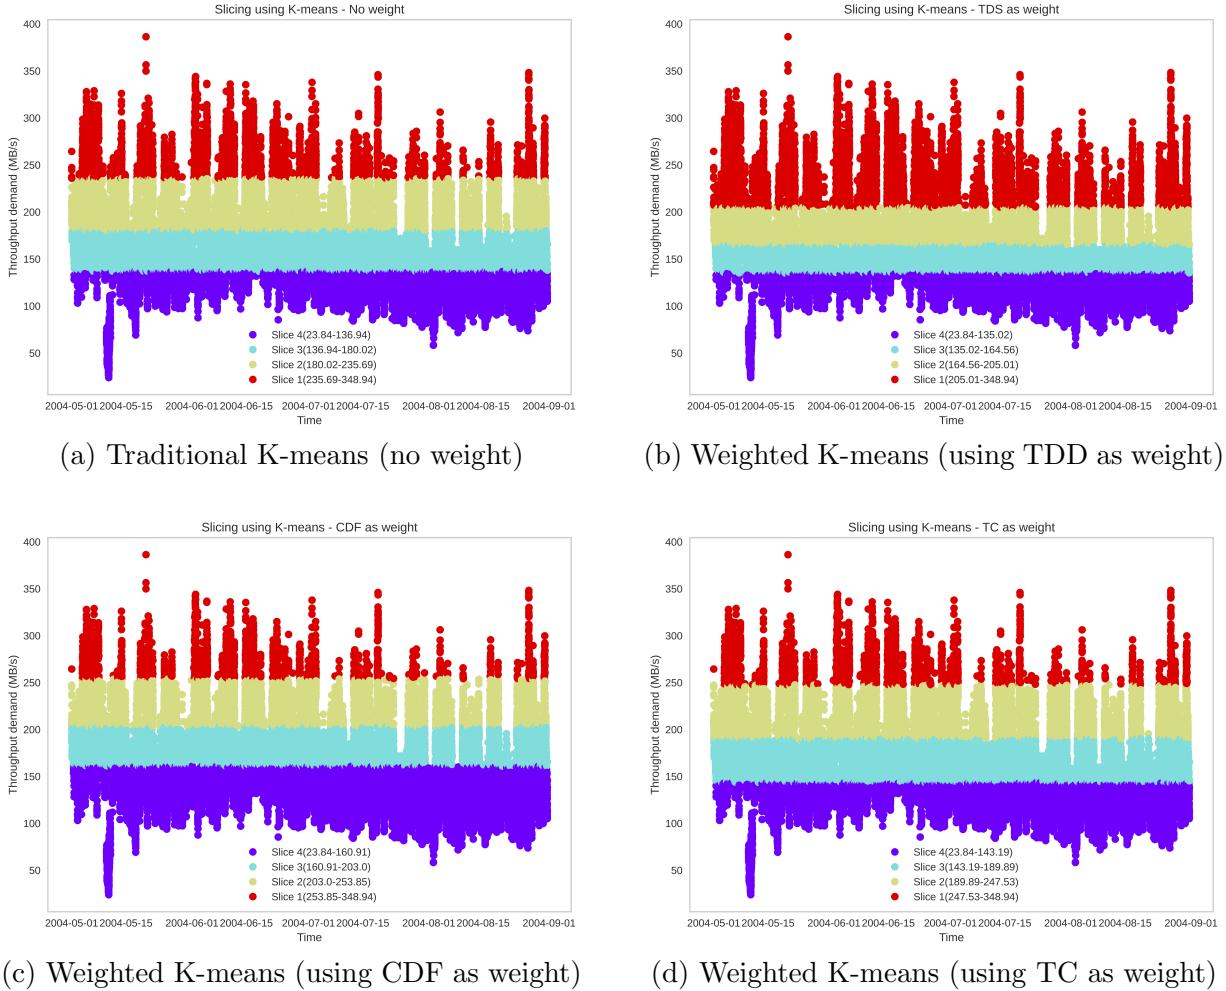 Slicing using K-means - No weight
400
350
300
250
200
150
100
50
Throughput demand (MB/s)
Slice 4(23.84-136.94)
Slice 3(136.94-180.02)
Slice 2(180.02-235.69)
Slice 1(235.69-348.94)
2004-05-01 2004-05-15 2004-06-01 2004-06-15 2004-07-01 2004-07-15 2004-08-01 2004-08-15 2004-09-01
Time
(a) Traditional K-means (no weight)
Slicing using K-means - TDS as weight
400
350
300
250
200
150
100
50
Throughput demand (MB/s)
Slice 4(23.84-135.02)
Slice 3(135.02-164.56)
Slice 2(164.56-205.01)
Slice 1(205.01-348.94)
2004-05-01 2004-05-15 2004-06-01 2004-06-15 2004-07-01 2004-07-15 2004-08-01 2004-08-15 2004-09-01
Time
(b) Weighted K-means (using TDD as weight)
Slicing using K-means - CDF as weight
400
350
300
250
200
150
100
50
Throughput demand (MB/s)
Slice 4(23.84-160.91)
Slice 3(160.91-203.0)
Slice 2(203.0-253.85)
Slice 1(253.85-348.94)
2004-05-01 2004-05-15 2004-06-01 2004-06-15 2004-07-01 2004-07-15 2004-08-01 2004-08-15 2004-09-01
Time
(c) Weighted K-means (using CDF as weight)
Slicing using K-means - TC as weight
400
350
300
250
200
150
100
50
Throughput demand (MB/s)
Slice 4(23.84-143.19)
Slice 3(143.19-189.89)
Slice 2(189.89-247.53)
Slice 1(247.53-348.94)
2004-05-01 2004-05-15 2004-06-01 2004-06-15 2004-07-01 2004-07-15 2004-08-01 2004-08-15 2004-09-01
Time
(d) Weighted K-means (using TC as weight)